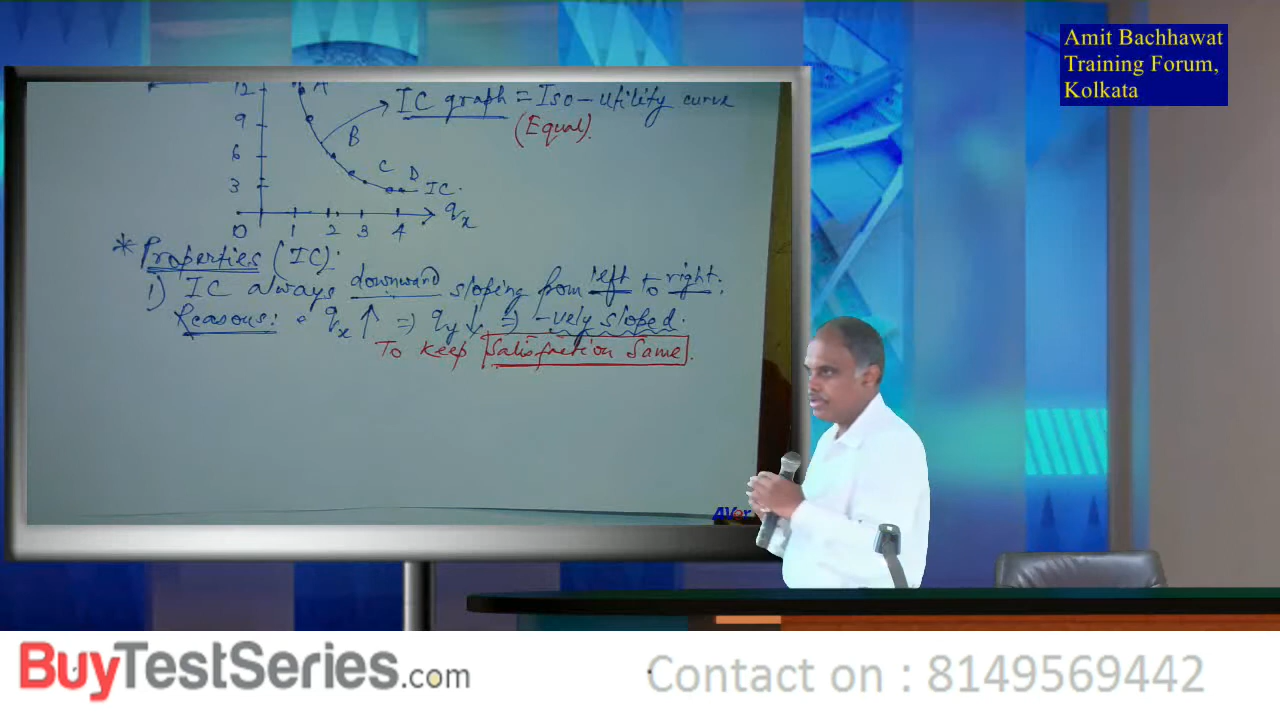 Amit Bachhawat
Training Forum,
Kolkata
12 A
IC graph = Iso-utility curve
(Equal).
9
B
6
C D
3 IC.
qx
0 1 2 3 4
* Properties (IC):
i) IC always downward sloping from left to right.
Reasons: • qx ↑ ⇒ qy ↓ ⇒ -vely sloped.
To keep Satisfaction Same.
BuyTestSeries.com
Contact on : 8149569442